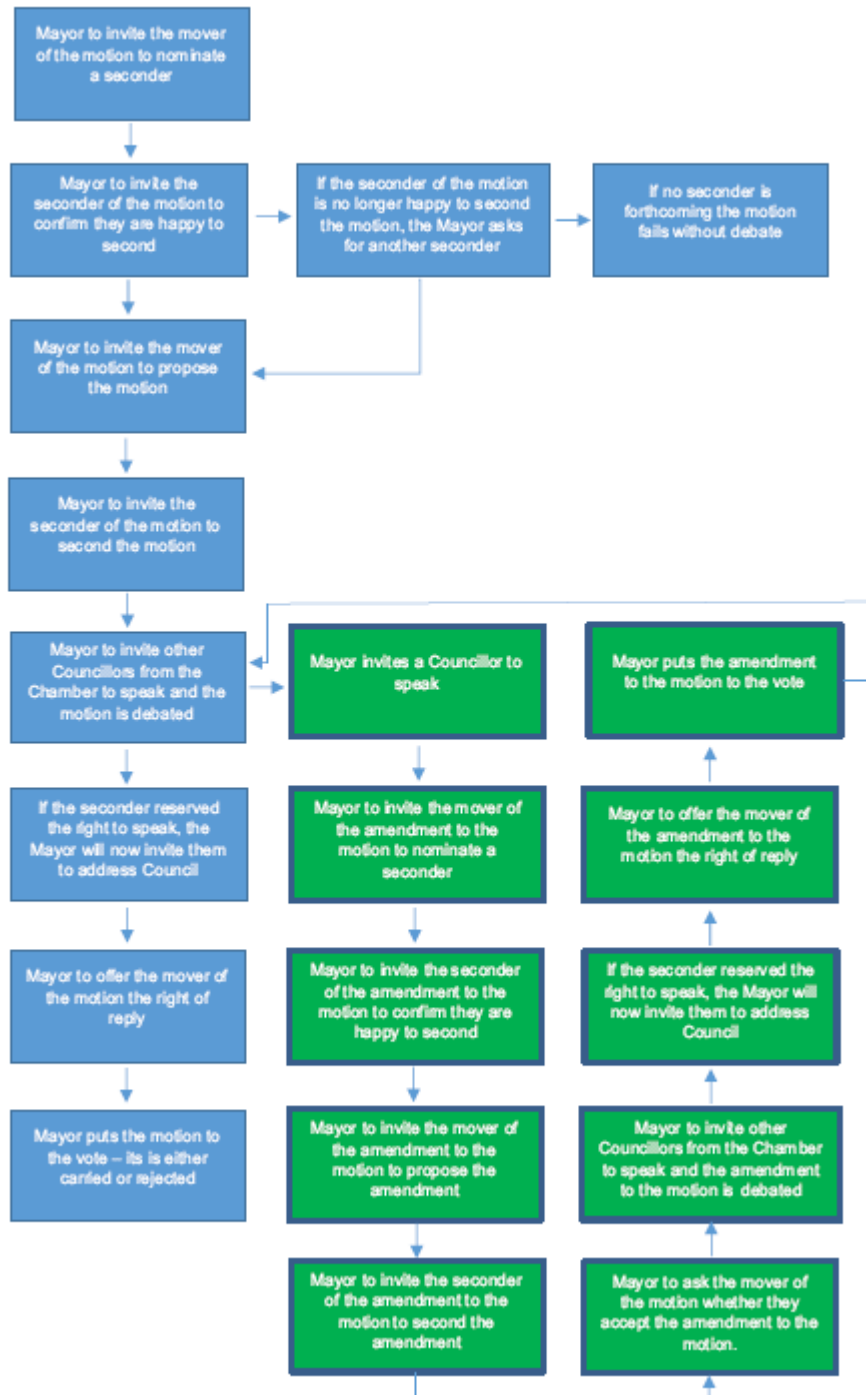 Mayor to invite the mover
of the motion to nominate
a seconder
Mayor to invite the
seconder of the motion to
confirm they are happy to
second
If the seconder of the motion
is no longer happy to second
the motion, the Mayor asks
for another seconder
If no seconder is
forthcoming the motion
fails without debate
Mayor to invite the mover
of the motion to propose
the motion
Mayor to invite the
seconder of the motion to
second the motion
Mayor to invite other
Councillors from the
Chamber to speak and the
motion is debated
If the seconder reserved
the right to speak, the
Mayor will now invite them
to address Council
Mayor to offer the mover of
the motion the right of
reply
Mayor puts the motion to
the vote – its is either
carried or rejected
Mayor invites a Councillor to
speak
Mayor to invite the mover of
the amendment to the
motion to nominate a
seconder
Mayor to invite the seconder
of the amendment to the
motion to confirm they are
happy to second
Mayor to invite the mover of
the amendment to the
motion to propose the
amendment
Mayor to invite the seconder
of the amendment to the
motion to second the
amendment
Mayor to ask the mover of
the motion whether they
accept the amendment to the
motion.
Mayor to invite other
Councillors from the Chamber
to speak and the amendment
to the motion is debated
If the seconder reserved the
right to speak, the Mayor will
now invite them to address
Council
Mayor to offer the mover of
the amendment to the
motion the right of reply
Mayor puts the amendment
to the motion to the vote